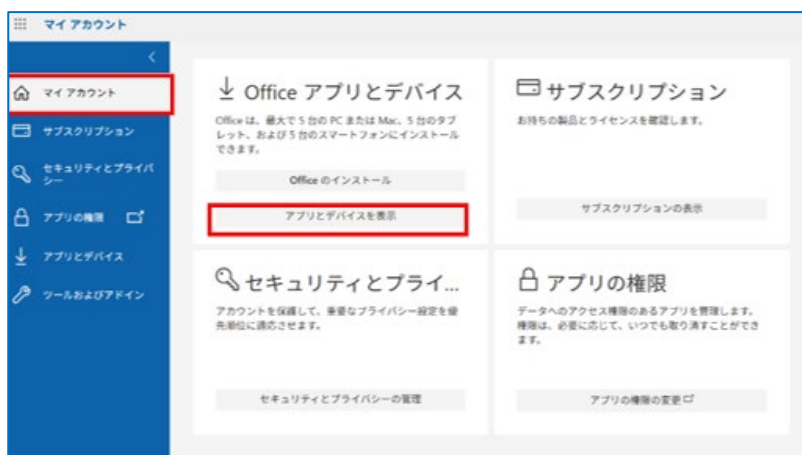 マイ アカウント
マイ アカウント
サブスクリプション
セキュリティとプライバ
シー
アプリの権限
アプリとデバイス
ツールおよびアドイン
Office アプリとデバイス
Office は、最大で 5 台の PC または Mac、5 台のタブ
レット、および 5 台のスマートフォンにインストール
できます。
Office のインストール
アプリとデバイスを表示
サブスクリプション
お持ちの製品とライセンスを確認します。
サブスクリプションの表示
セキュリティとプライ...
アカウントを保護して、重要なプライバシー設定を優
先順位に適応させます。
セキュリティとプライバシーの管理
アプリの権限
データへのアクセス権限のあるアプリを管理します。
権限は、必要に応じて、いつでも取り消すことができ
ます。
アプリの権限の変更